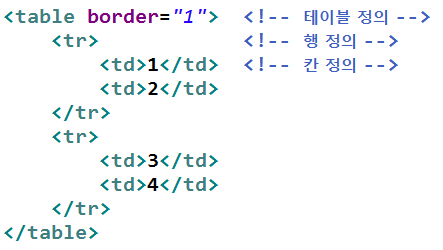 <table border="1">  <!-- 테이블 정의 -->
    <tr>            <!-- 행 정의 -->
        <td>1</td>  <!-- 칸 정의 -->
        <td>2</td>
    </tr>
    <tr>
        <td>3</td>
        <td>4</td>
    </tr>
</table>